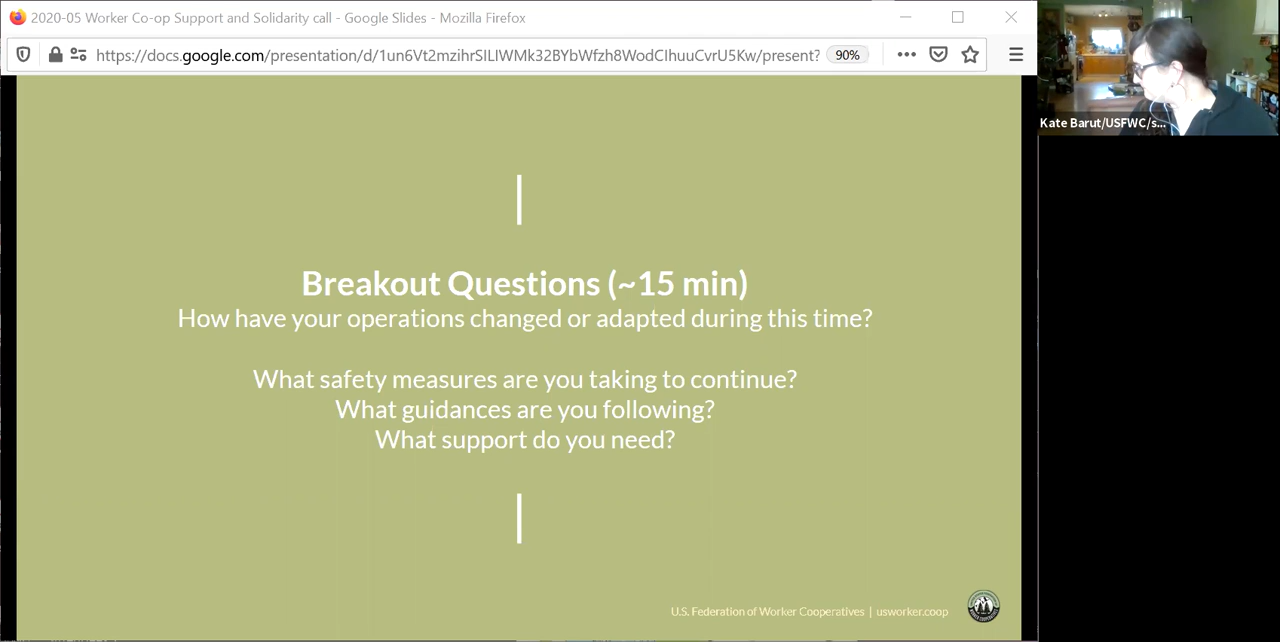 2020-05 Worker Co-op Support and Solidarity call - Google Slides - Mozilla Firefox
https://docs.google.com/presentation/d/1un6Vt2mzihrSILIWMk32BYbWfzh8WodCIhuuCvrU5Kw/present?
90%
Kate Barut/USFWC/s...
Breakout Questions (~15 min)
How have your operations changed or adapted during this time?
What safety measures are you taking to continue?
What guidances are you following?
What support do you need?
U.S. Federation of Worker Cooperatives | usworker.coop